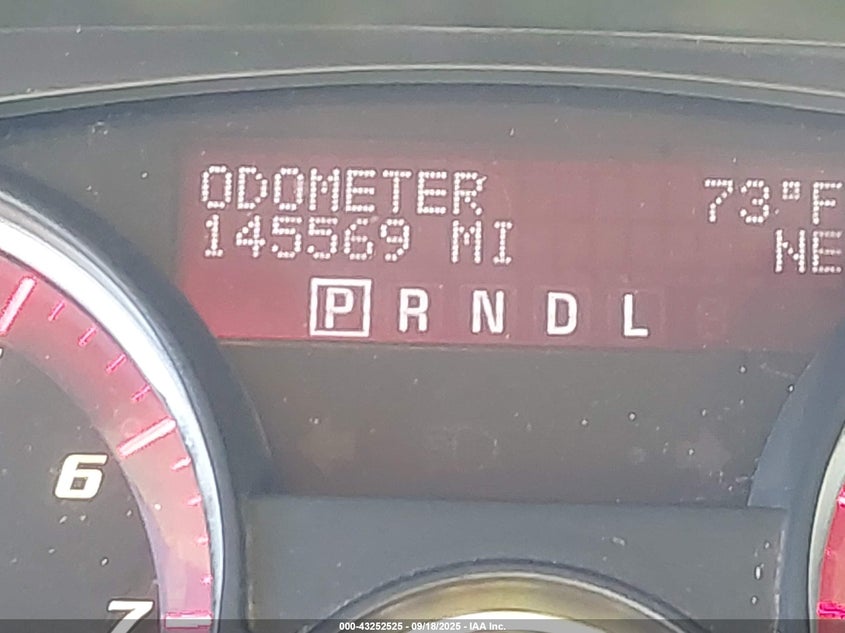 ODOMETER 73°F
145569 MI NE
P R N D L
6
7
000-43252525 - 09/18/2025 - IAA Inc.